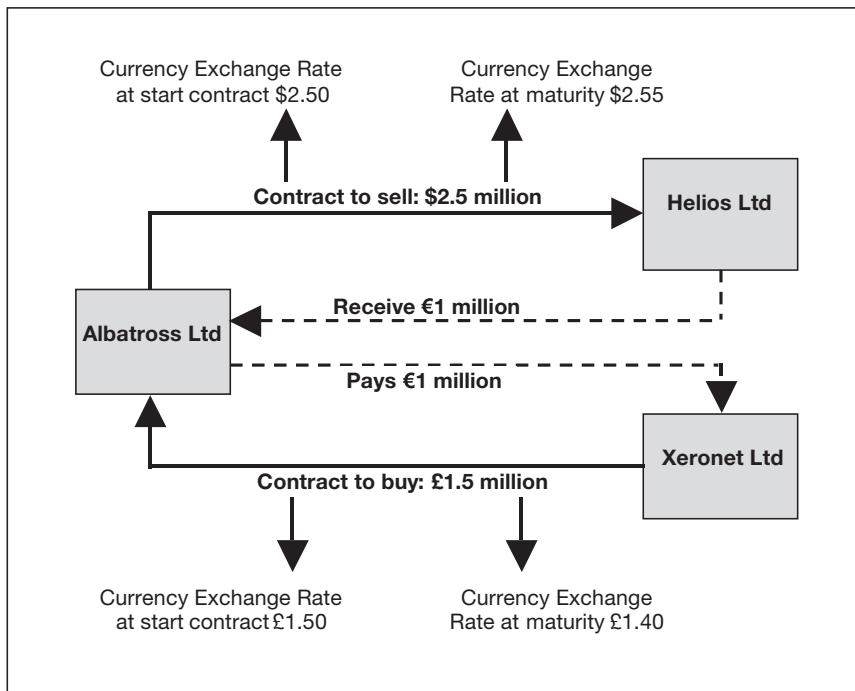 Currency Exchange Rate
at start contract $2.50
Currency Exchange
Rate at maturity $2.55
Contract to sell: $2.5 million
Helios Ltd
Receive €1 million
Albatross Ltd
Pays €1 million
Xeronet Ltd
Contract to buy: £1.5 million
Currency Exchange Rate
at start contract £1.50
Currency Exchange
Rate at maturity £1.40